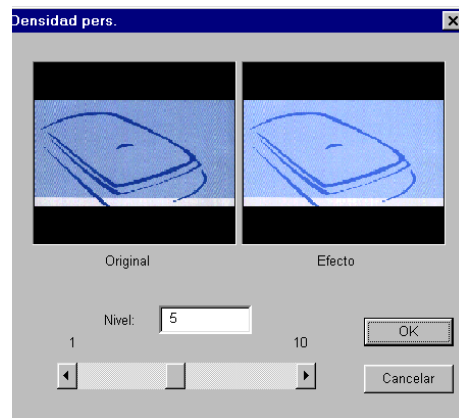 Densidad pers.
Original Efecto
Nivel: 5
1 10
OK
Cancelar